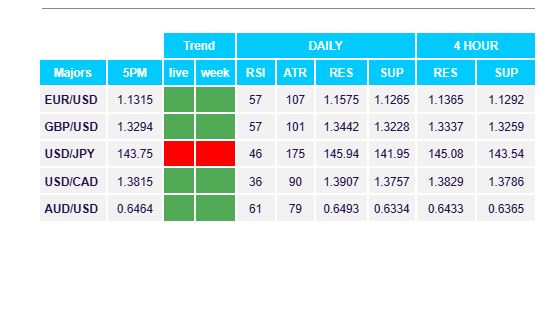 Trend DAILY 4 HOUR
Majors 5PM live week RSI ATR RES SUP RES SUP
EUR/USD 1.1315 57 107 1.1575 1.1265 1.1365 1.1292
GBP/USD 1.3294 57 101 1.3442 1.3228 1.3337 1.3259
USD/JPY 143.75 46 175 145.94 141.95 145.08 143.54
USD/CAD 1.3815 36 90 1.3907 1.3757 1.3829 1.3786
AUD/USD 0.6464 61 79 0.6493 0.6334 0.6433 0.6365